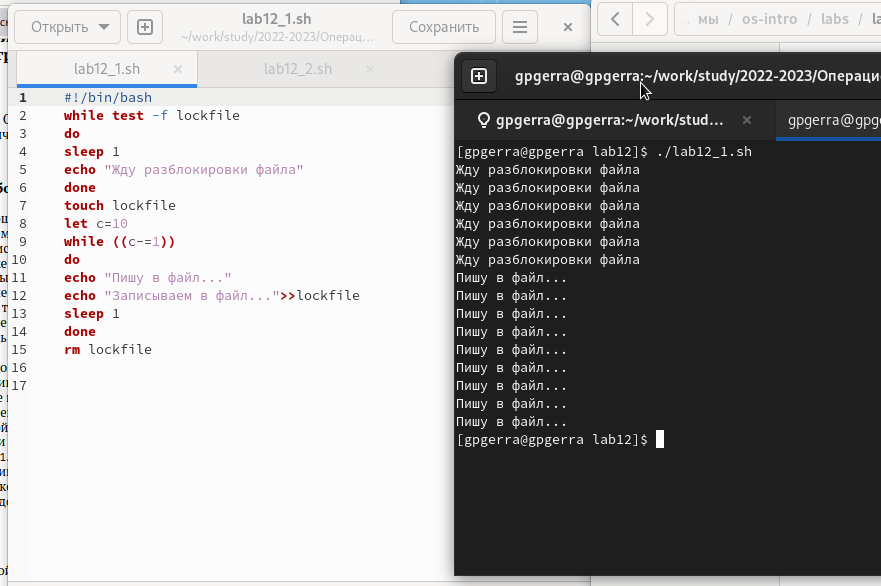 Открыть
lab12_1.sh
~/work/study/2022-2023/Операц...
Сохранить
мы / os-intro / labs /
lab12_1.sh
lab12_2.sh
1 #!/bin/bash
2 while test -f lockfile
3 do
4 sleep 1
5 echo "Жду разблокировки файла"
6 done
7 touch lockfile
8 let c=10
9 while ((c-=1))
10 do
11 echo "Пишу в файл..."
12 echo "Записываем в файл...">>lockfile
13 sleep 1
14 done
15 rm lockfile
16
17
gpgerra@gpgerra:~/work/study/2022-2023/Операци
gpgerra@gpgerra:~/work/stud...
gpgerra@gpg
[gpgerra@gpgerra lab12]$ ./lab12_1.sh
Жду разблокировки файла
Жду разблокировки файла
Жду разблокировки файла
Жду разблокировки файла
Жду разблокировки файла
Жду разблокировки файла
Пишу в файл...
Пишу в файл...
Пишу в файл...
Пишу в файл...
Пишу в файл...
Пишу в файл...
Пишу в файл...
Пишу в файл...
Пишу в файл...
[gpgerra@gpgerra lab12]$